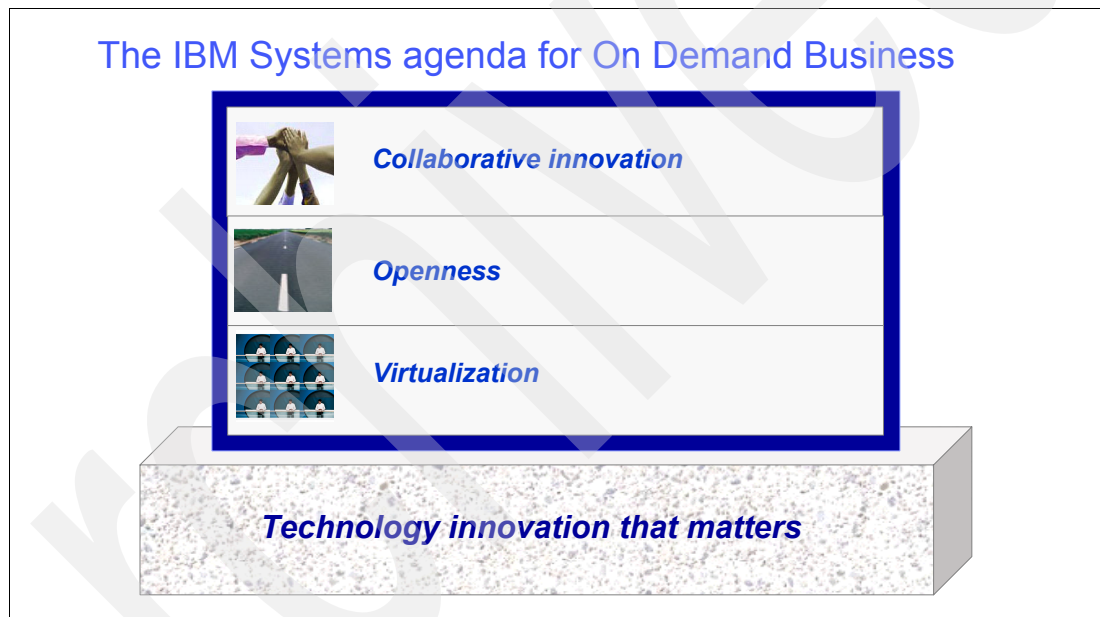 The IBM Systems agenda for On Demand Business
Collaborative innovation
Openness
Virtualization
Technology innovation that matters